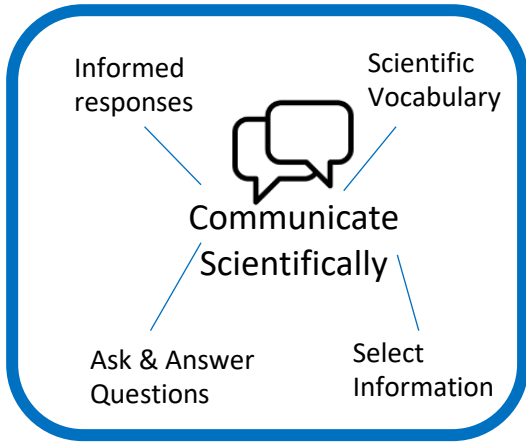 Informed
responses
Scientific
Vocabulary
Communicate
Scientifically
Ask & Answer
Questions
Select
Information